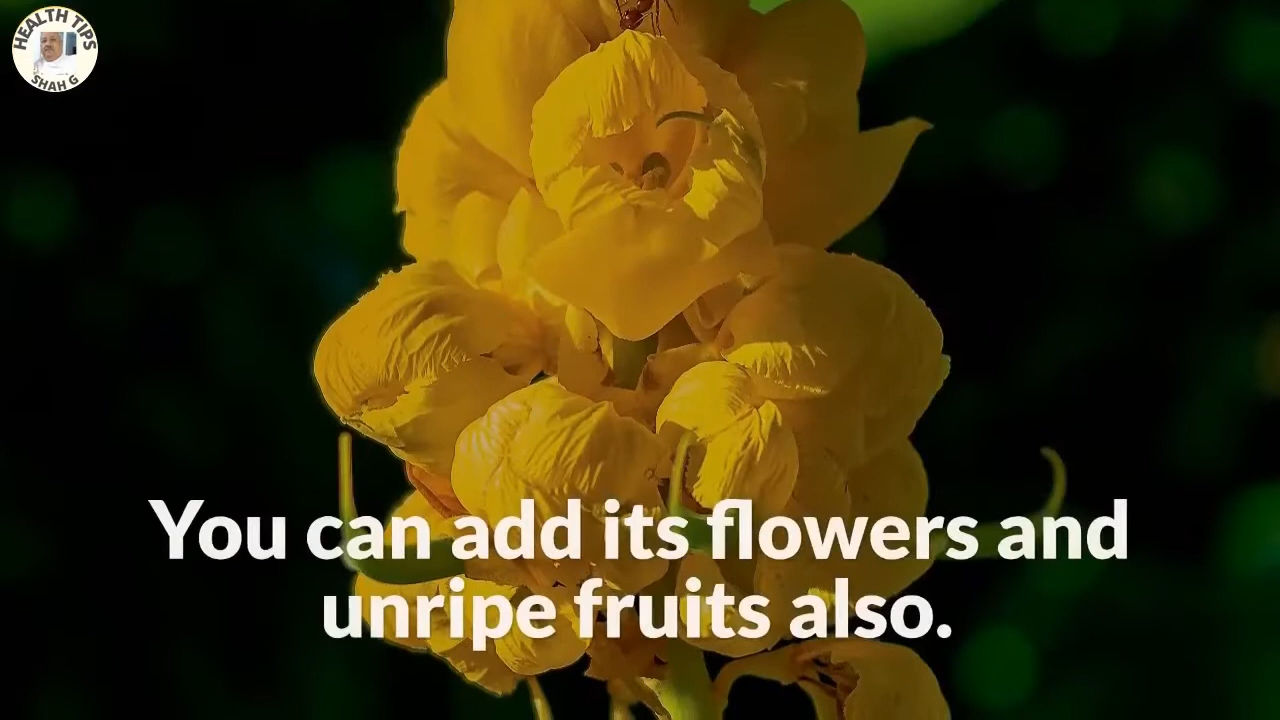 HEALTH TIPS
SHAH G
You can add its flowers and
unripe fruits also.